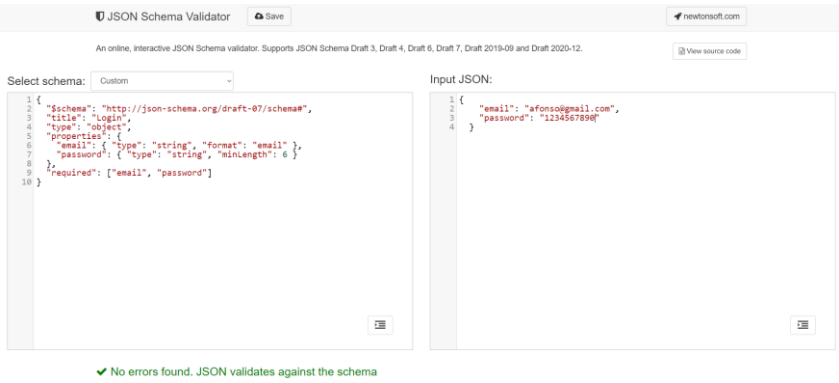 JSON Schema Validator
Save
newtonsoft.com
An online, interactive JSON Schema validator. Supports JSON Schema Draft 3, Draft 4, Draft 6, Draft 7, Draft 2019-09 and Draft 2020-12.
View source code
Select schema: Custom
1 {
2 "$schema": "http://json-schema.org/draft-07/schema#",
3 "title": "Login",
4 "type": "object",
5 "properties": {
6 "email": { "type": "string", "format": "email" },
7 "password": { "type": "string", "minLength": 6 }
8 },
9 "required": ["email", "password"]
10 }
Input JSON:
1 {
2 "email": "afonso@gmail.com",
3 "password": "1234567890"
4 }
No errors found. JSON validates against the schema